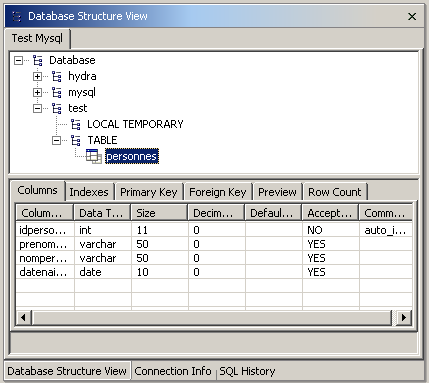 Database Structure View
Test Mysql
Database
hydra
mysql
test
LOCAL TEMPORARY
TABLE
personnes
Columns Indexes Primary Key Foreign Key Preview Row Count
Colum... Data T... Size Decim... Defaul... Accept... Comm...
idperso... int 11 0 NO auto_i...
prenom... varchar 50 0 YES
nomper... varchar 50 0 YES
datenai... date 10 0 YES
Database Structure View Connection Info SQL History